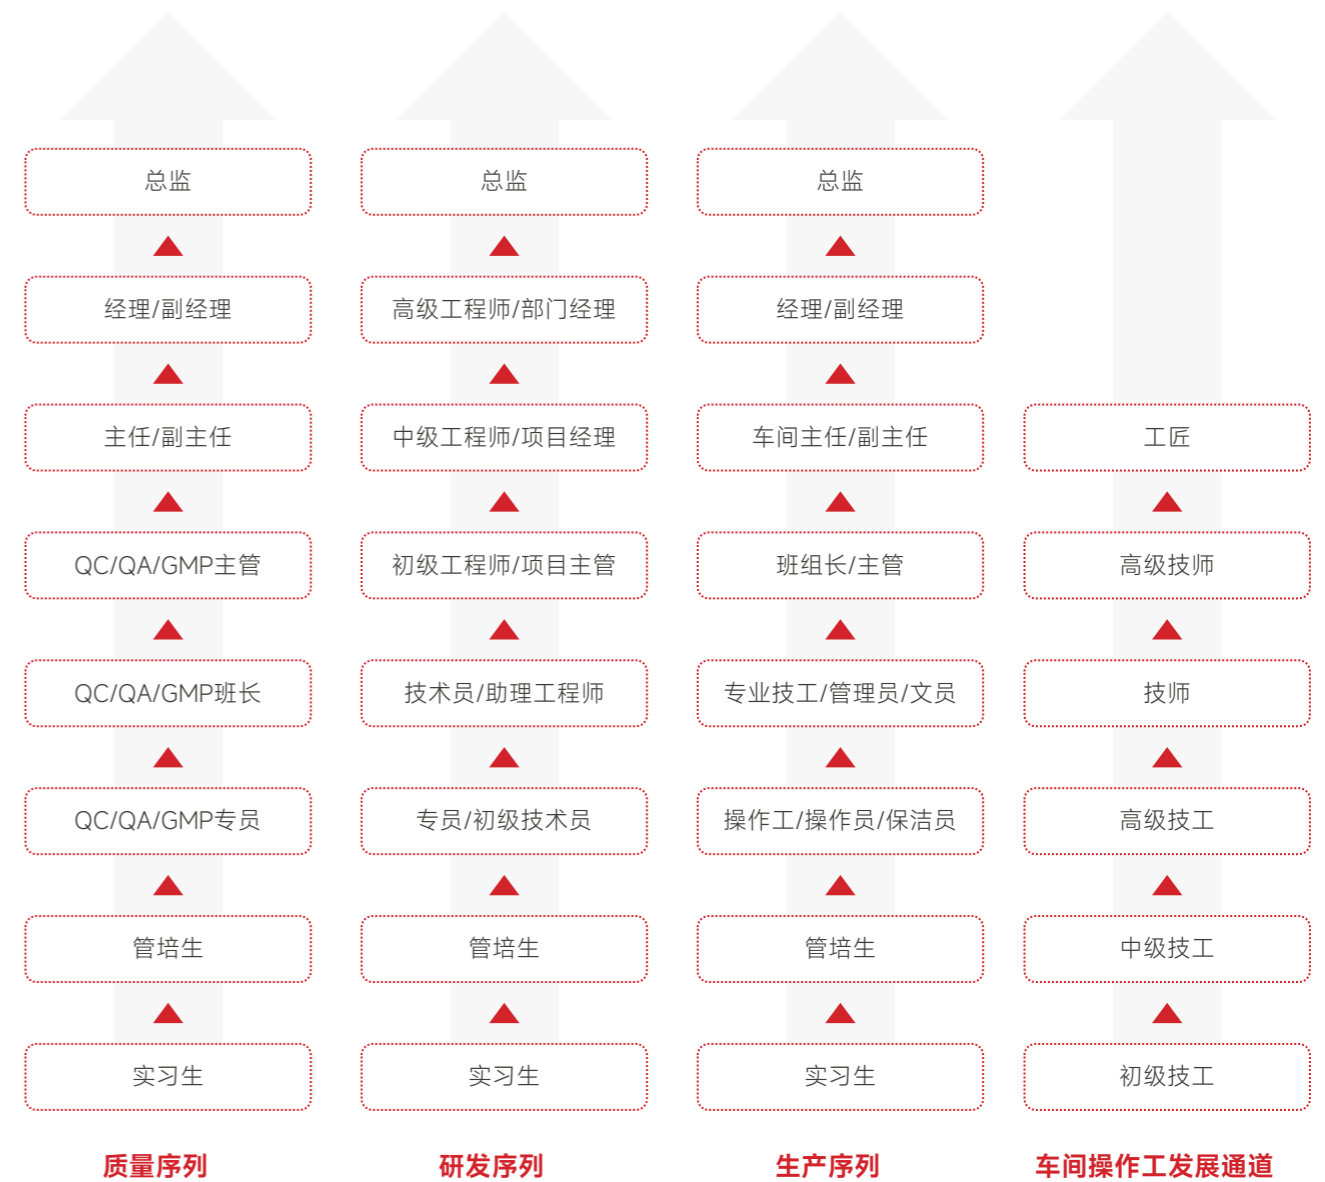 总监
经理/副经理
主任/副主任
QC/QA/GMP主管
QC/QA/GMP班长
QC/QA/GMP专员
管培生
实习生
质量序列
总监
高级工程师/部门经理
中级工程师/项目经理
初级工程师/项目主管
技术员/助理工程师
专员/初级技术员
管培生
实习生
研发序列
总监
经理/副经理
车间主任/副主任
班组长/主管
专业技工/管理员/文员
操作工/操作员/保洁员
管培生
实习生
生产序列
工匠
高级技师
技师
高级技工
中级技工
初级技工
车间操作工发展通道